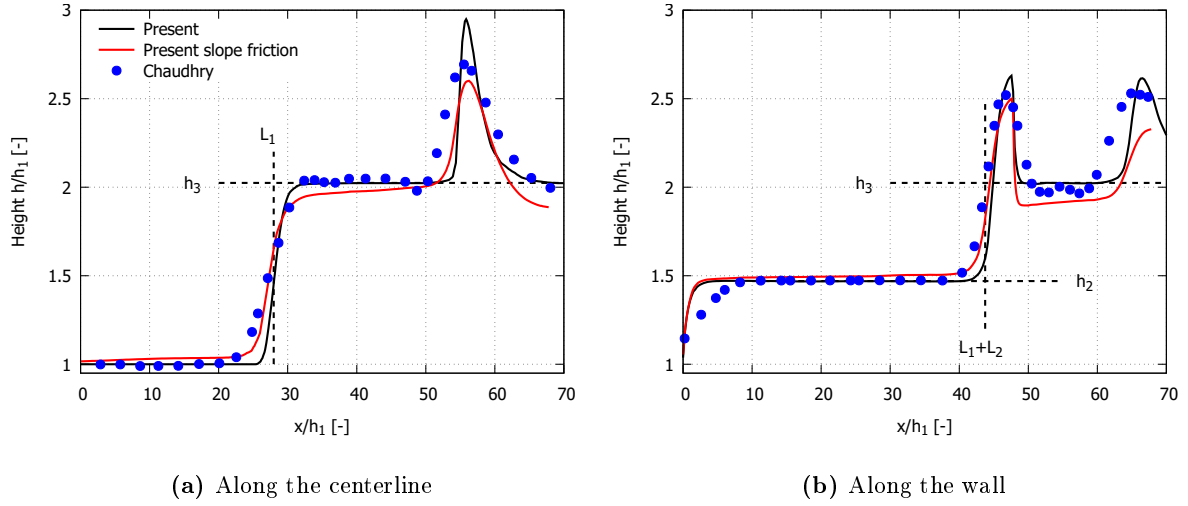 3
2.5
2
1.5
1
Height h/h₁ [-]
Present
Present slope friction
Chaudhry
L₁
h₃
0 10 20 30 40 50 60 70
x/h₁ [-]
(a) Along the centerline
3
2.5
2
1.5
1
Height h/h₁ [-]
h₃
h₂
L₁+L₂
0 10 20 30 40 50 60 70
x/h₁ [-]
(b) Along the wall